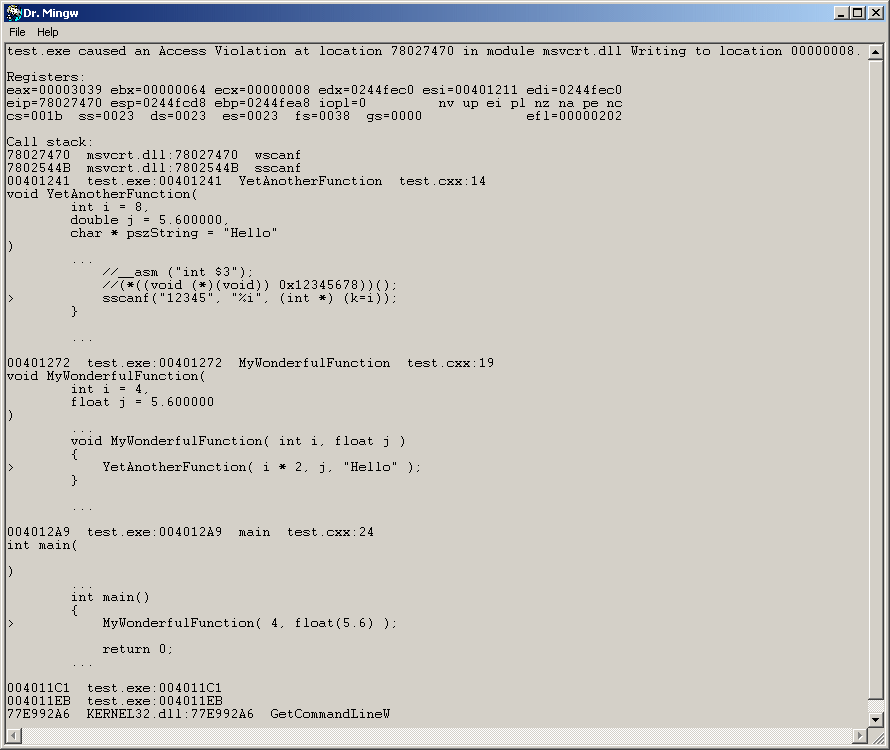 Dr. Mingw
File Help
test.exe caused an Access Violation at location 78027470 in module msvcrt.dll Writing to location 00000008.
Registers:
eax=00003039 ebx=00000064 ecx=00000008 edx=0244fec0 esi=00401211 edi=0244fec0
eip=78027470 esp=0244fcd8 ebp=0244fea8 iopl=0 nv up ei pl nz na pe nc
cs=001b ss=0023 ds=0023 es=0023 fs=0038 gs=0000 efl=00000202
Call stack:
78027470 msvcrt.dll:78027470 wscanf
7802544B msvcrt.dll:7802544B sscanf
00401241 test.exe:00401241 YetAnotherFunction test.cxx:14
void YetAnotherFunction(
int i = 8,
double j = 5.600000,
char * pszString = "Hello"
)
...
//__asm ("int $3");
//(*((void (*)(void)) 0x12345678))();
> sscanf("12345", "%i", (int *) (k=i));
}
...
00401272 test.exe:00401272 MyWonderfulFunction test.cxx:19
void MyWonderfulFunction(
int i = 4,
float j = 5.600000
)
...
void MyWonderfulFunction( int i, float j )
{
> YetAnotherFunction( i * 2, j, "Hello" );
}
...
004012A9 test.exe:004012A9 main test.cxx:24
int main(
)
...
int main()
{
> MyWonderfulFunction( 4, float(5.6) );
return 0;
...
004011C1 test.exe:004011C1
004011EB test.exe:004011EB
77E992A6 KERNEL32.dll:77E992A6 GetCommandLineW